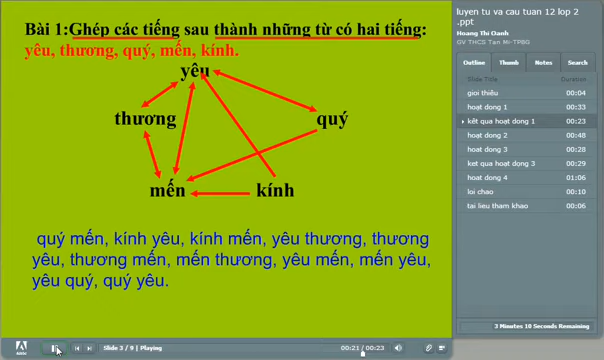 Bài 1:Ghép các tiếng sau thành những từ có hai tiếng:
yêu, thương, quý, mến, kính.
yêu
thương
quý
mến
kính
quý mến, kính yêu, kính mến, yêu thương, thương
yêu, thương mến, mến thương, yêu mến, mến yêu,
yêu quý, quý yêu.
Slide 3 / 9 | Playing
00:21 / 00:23
luyen tu va cau tuan 12 lop 2
.ppt
Hoang Thi Oanh
GV THCS Tan Mi-TPBG
Outline
Thumb
Notes
Search
Slide Title
Duration
gioi thiêu
00:04
hoạt dong 1
00:33
kêt qua hoạt dong 1
00:23
hoạt dong 2
00:48
hoạt dong 3
00:28
ket quả hoạt dong 3
00:29
hoạt dong 4
01:06
loi chao
00:10
tai lieu tham khao
00:06
3 Minutes 10 Seconds Remaining